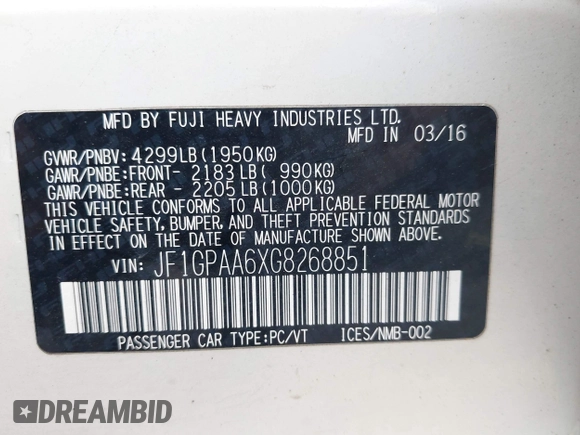 MFD BY FUJI HEAVY INDUSTRIES LTD.
MFD IN 03/16
GVWR/PNBV: 4299LB(1950KG)
GAWR/PNBE:FRONT- 2183LB( 990KG)
GAWR/PNBE:REAR - 2205LB(1000KG)
THIS VEHICLE CONFORMS TO ALL APPLICABLE FEDERAL MOTOR
VEHICLE SAFETY, BUMPER, AND THEFT PREVENTION STANDARDS
IN EFFECT ON THE DATE OF MANUFACTURE SHOWN ABOVE.
VIN: JF1GPAA6XG8268851
PASSENGER CAR TYPE:PC/VT ICES/NMB-002
DREAMBID